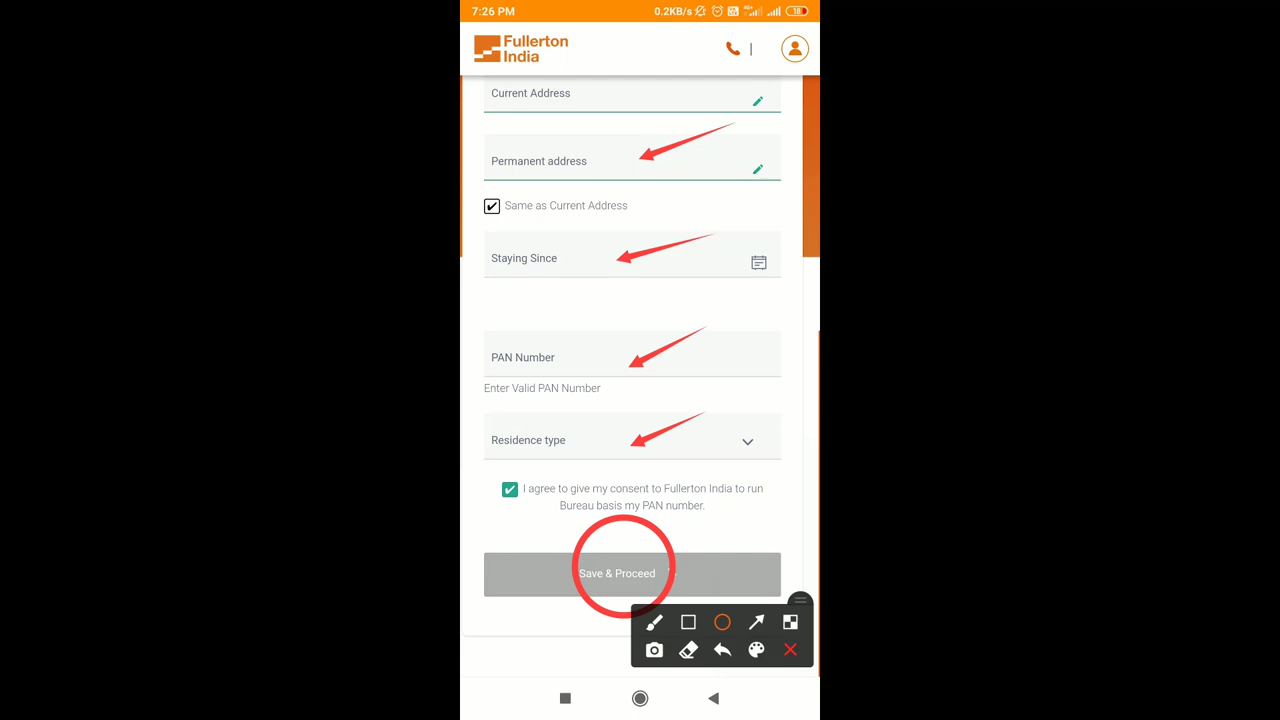 7:26 PM
0.2KB/s
4G+
18
Fullerton
India
Current Address
Permanent address
Same as Current Address
Staying Since
PAN Number
Enter Valid PAN Number
Residence type
I agree to give my consent to Fullerton India to run
Bureau basis my PAN number.
Save & Proceed